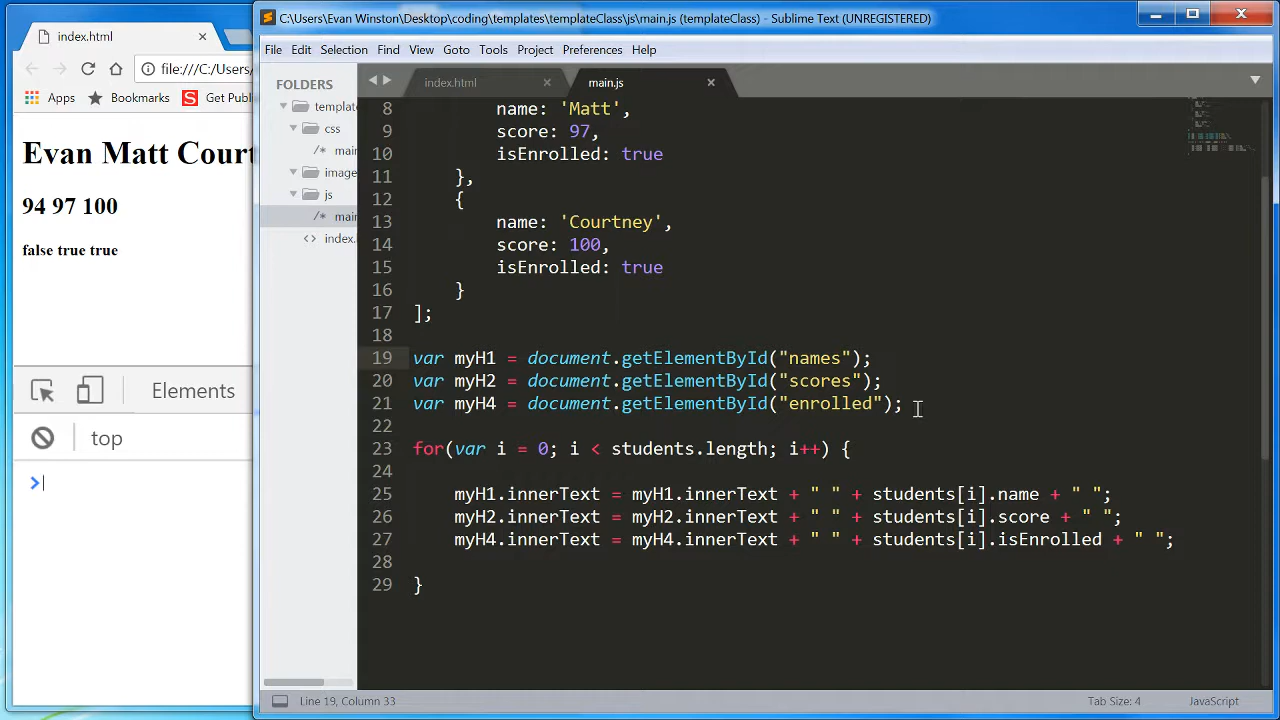 index.html
file:///C:/Users/
Apps
Bookmarks
Get Publ
Evan Matt Court
94 97 100
false true true
Elements
top
>
C:\Users\Evan Winston\Desktop\coding\templates\templateClass\js\main.js (templateClass) - Sublime Text (UNREGISTERED)
File Edit Selection Find View Goto Tools Project Preferences Help
FOLDERS
template
css
/* main
image
js
/* main
<> index.
index.html
main.js
8 name: 'Matt',
9 score: 97,
10 isEnrolled: true
11 },
12 {
13 name: 'Courtney',
14 score: 100,
15 isEnrolled: true
16 }
17 ];
18
19 var myH1 = document.getElementById("names");
20 var myH2 = document.getElementById("scores");
21 var myH4 = document.getElementById("enrolled");
22
23 for(var i = 0; i < students.length; i++) {
24
25 myH1.innerText = myH1.innerText + " " + students[i].name + " ";
26 myH2.innerText = myH2.innerText + " " + students[i].score + " ";
27 myH4.innerText = myH4.innerText + " " + students[i].isEnrolled + " ";
28
29 }
Line 19, Column 33
Tab Size: 4
JavaScript